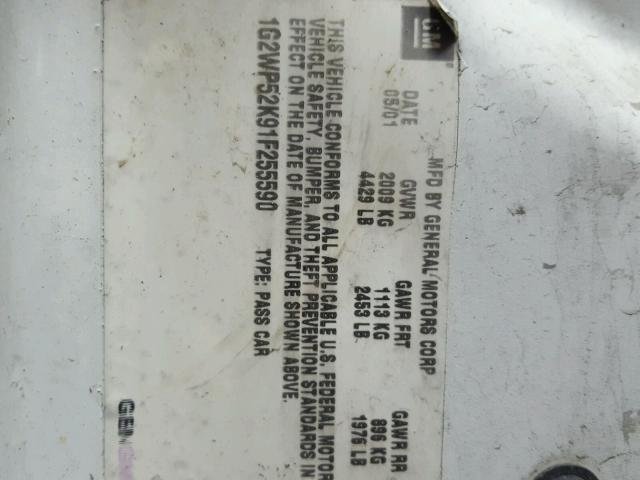 GM
MFD BY GENERAL MOTORS CORP
DATE GVWR GAWR FRT GAWR RR
05/01 2009 KG 1113 KG 896 KG
4429 LB 2453 LB 1976 LB
THIS VEHICLE CONFORMS TO ALL APPLICABLE U.S. FEDERAL MOTOR
VEHICLE SAFETY, BUMPER, AND THEFT PREVENTION STANDARDS IN
EFFECT ON THE DATE OF MANUFACTURE SHOWN ABOVE.
1G2WP52K91F255590 TYPE: PASS CAR